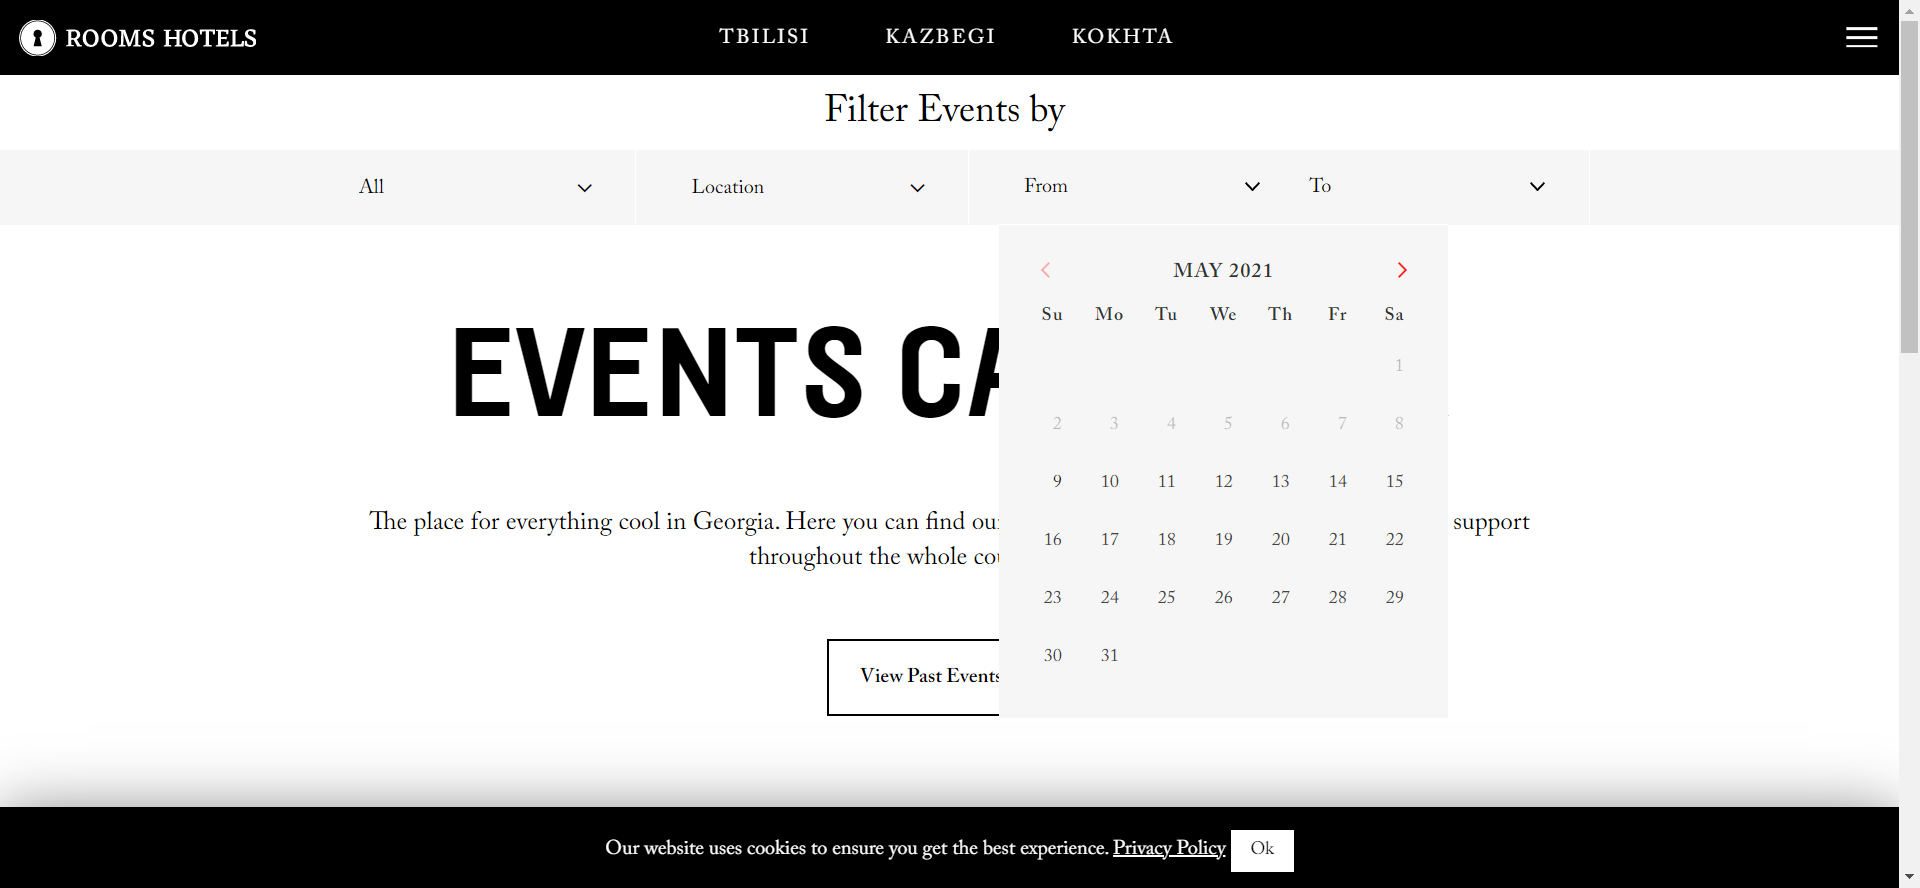 ROOMS HOTELS
TBILISI KAZBEGI KOKHTA
Filter Events by
All Location From To
MAY 2021
Su Mo Tu We Th Fr Sa
1
2 3 4 5 6 7 8
9 10 11 12 13 14 15
16 17 18 19 20 21 22
23 24 25 26 27 28 29
30 31
EVENTS CA
The place for everything cool in Georgia. Here you can find ou support
throughout the whole cou
View Past Events
Our website uses cookies to ensure you get the best experience. Privacy Policy Ok